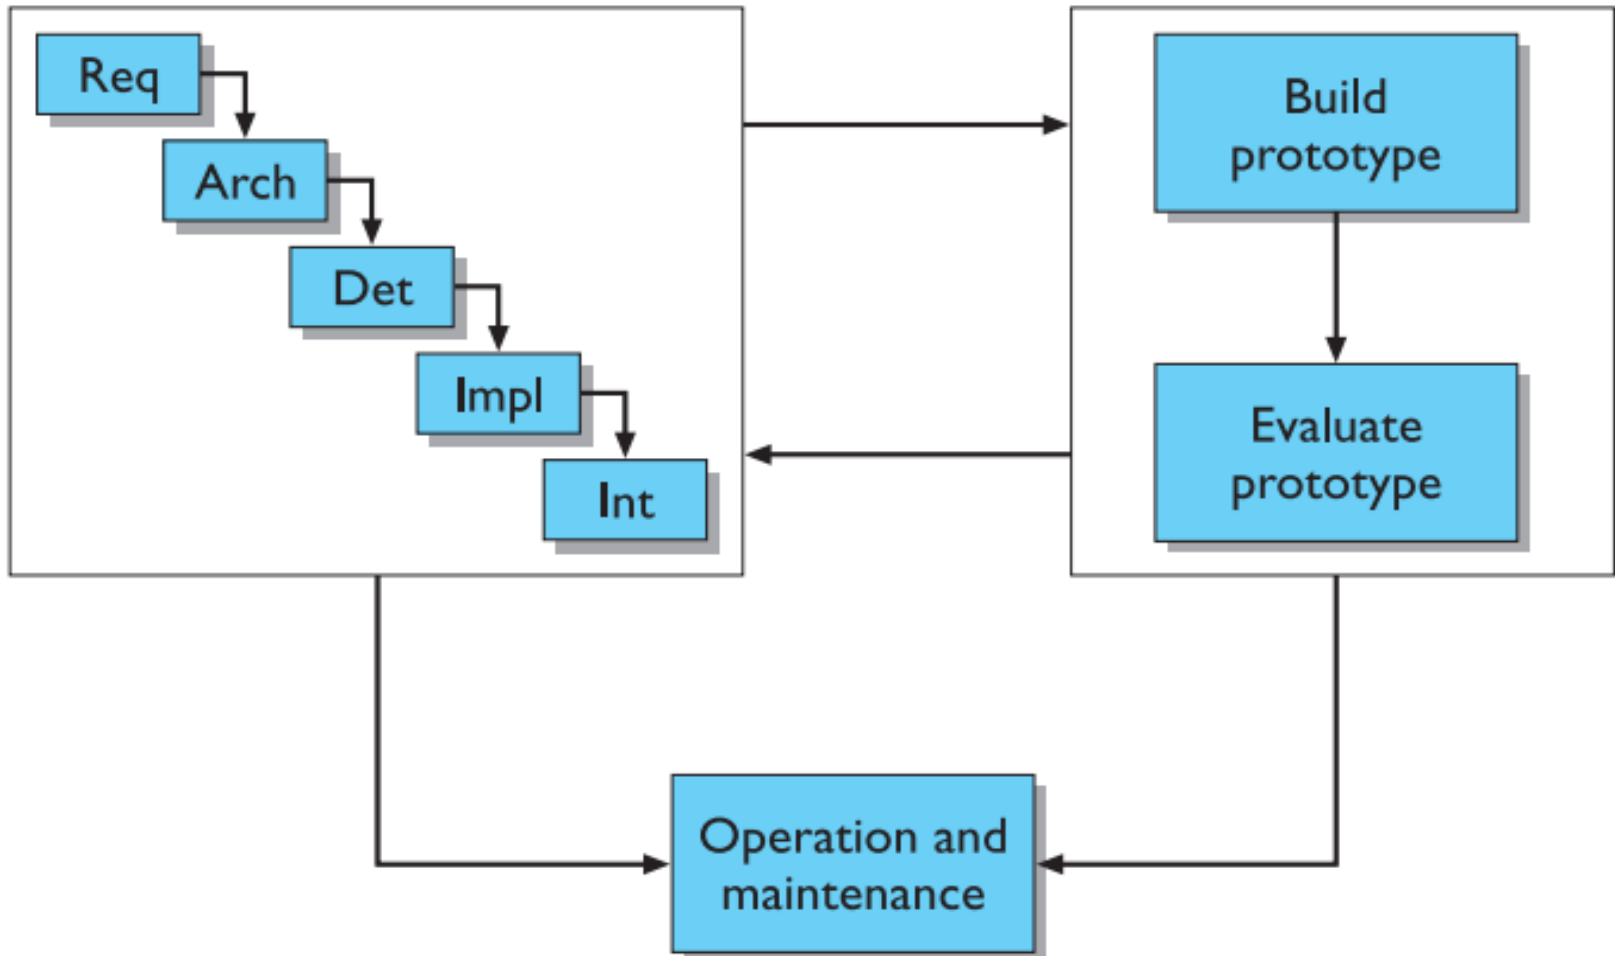 Req
Arch
Det
Impl
Int
Build
prototype
Evaluate
prototype
Operation and
maintenance